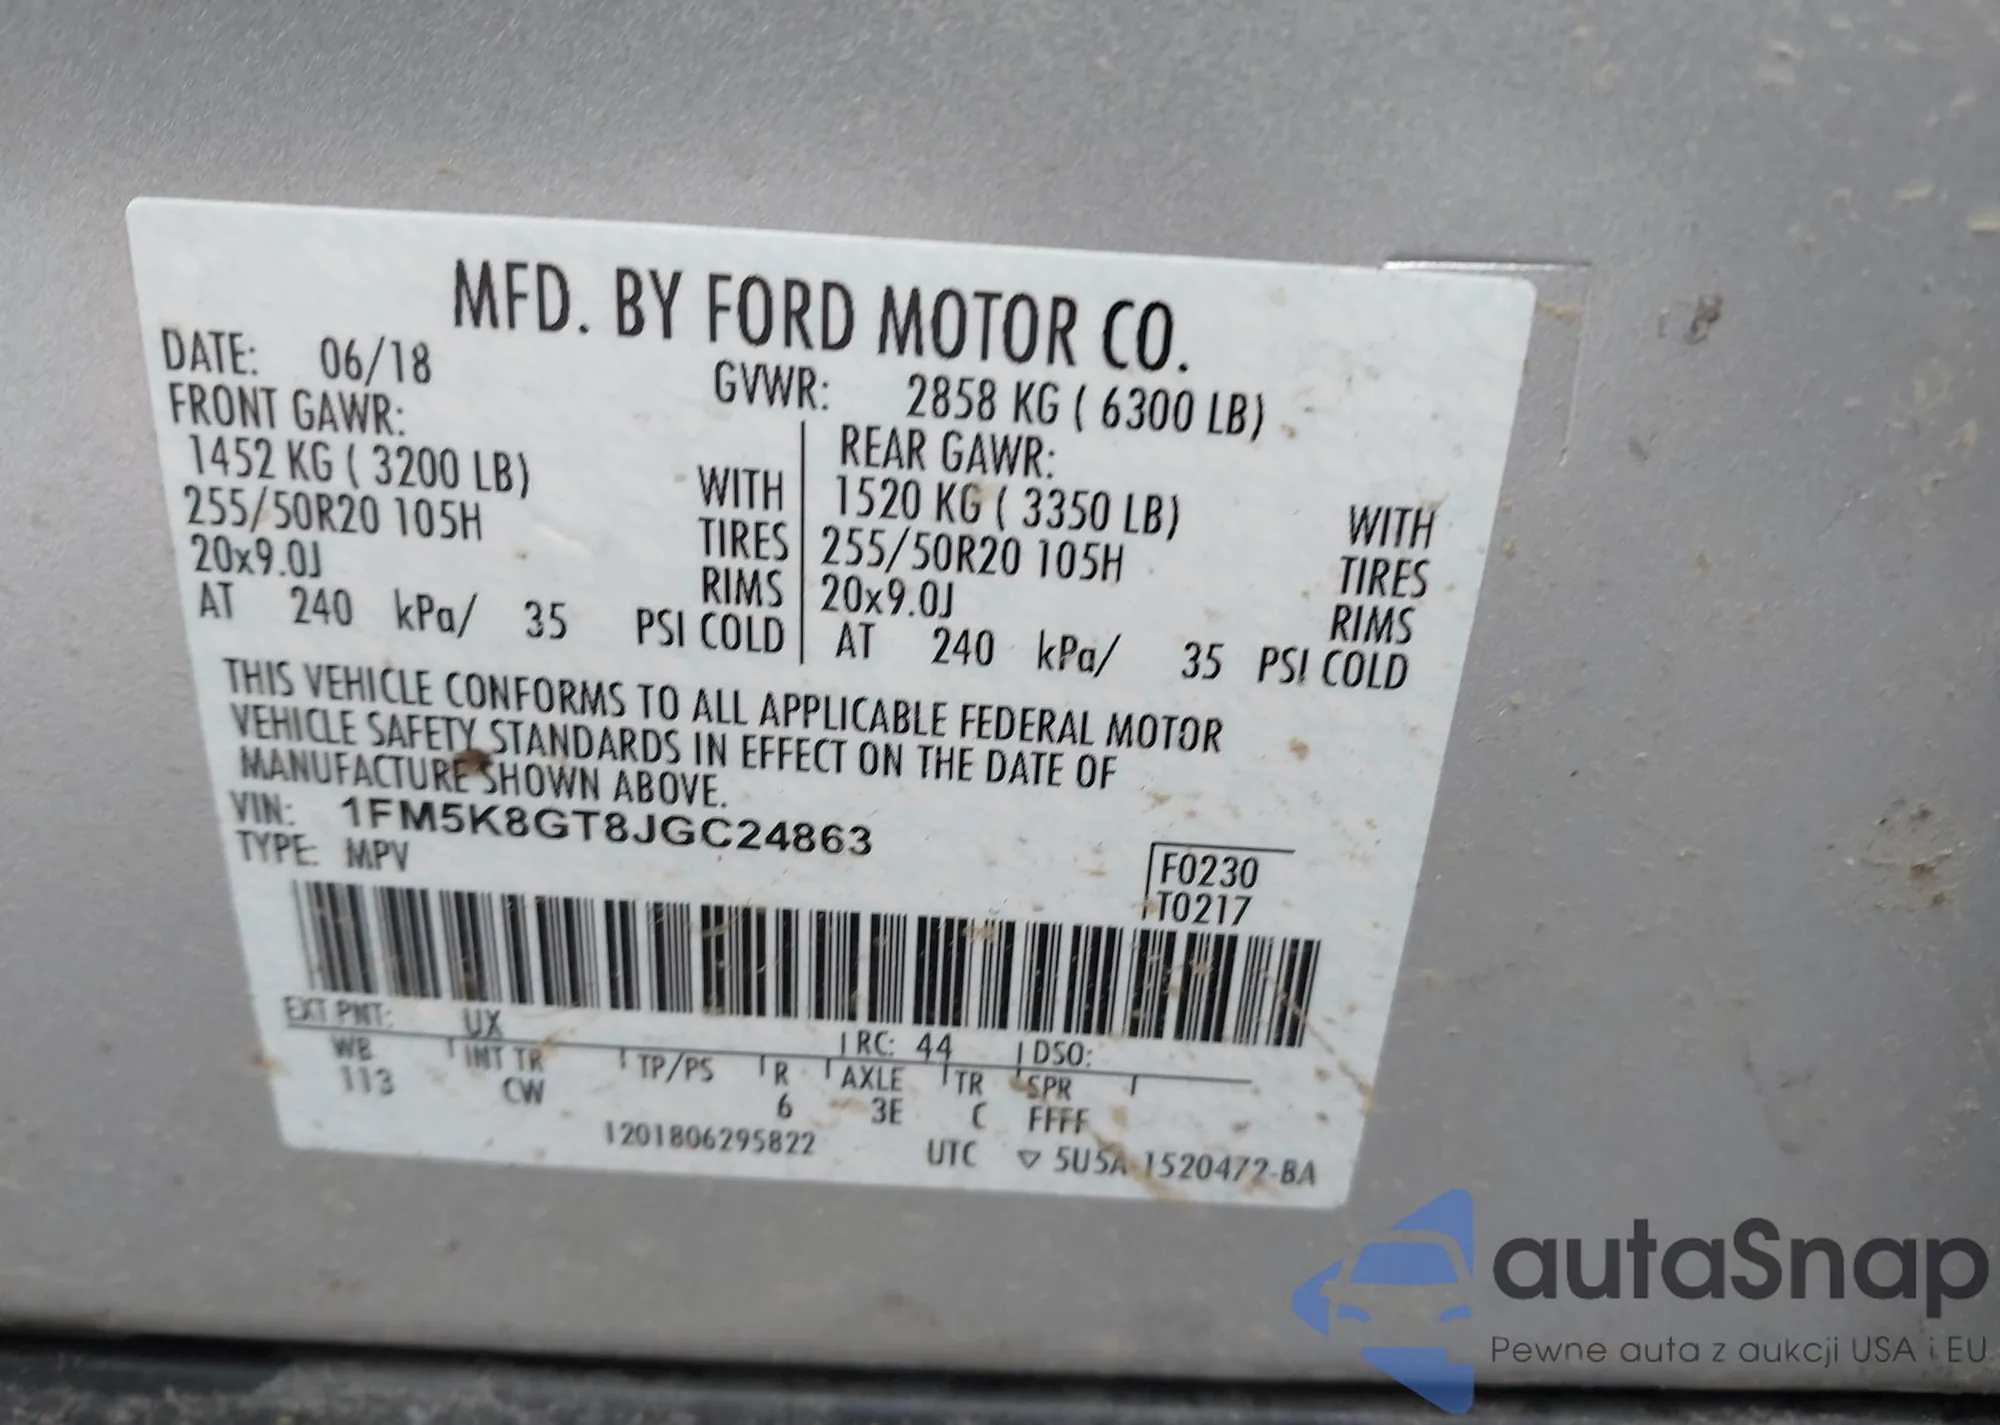 MFD. BY FORD MOTOR CO.
DATE: 06/18 GVWR: 2858 KG ( 6300 LB)
FRONT GAWR: REAR GAWR:
1452 KG ( 3200 LB) WITH 1520 KG ( 3350 LB) WITH
255/50R20 105H TIRES 255/50R20 105H TIRES
20x9.0J RIMS 20x9.0J RIMS
AT 240 kPa/ 35 PSI COLD AT 240 kPa/ 35 PSI COLD
THIS VEHICLE CONFORMS TO ALL APPLICABLE FEDERAL MOTOR
VEHICLE SAFETY STANDARDS IN EFFECT ON THE DATE OF
MANUFACTURE SHOWN ABOVE.
VIN: 1FM5K8GT8JGC24863
TYPE: MPV
F0230
T0217
EXT PNT: UX RC: 44 DSO:
WB INT TR TP/PS R AXLE TR SPR
113 CW 6 3E C FFFF
1201806295822 UTC ▽ 5U5A-1520472-BA
autaSnap
Pewne auta z aukcji USA i EU